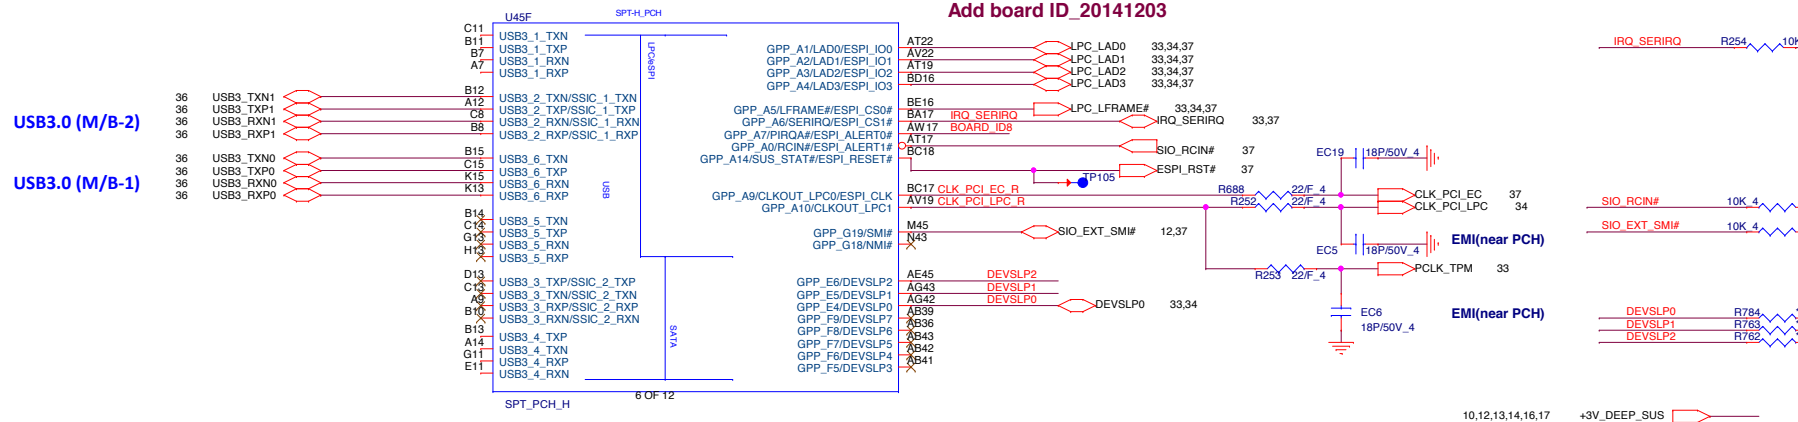 Add board ID_20141203
U45F
SPT-H_PCH
C11 USB3_1_TXN
B11 USB3_1_TXP
B7 USB3_1_RXN
A7 USB3_1_RXP
LPC/eSPI
USB3.0 (M/B-2)
36 USB3_TXN1 B12 USB3_2_TXN/SSIC_1_TXN
36 USB3_TXP1 A12 USB3_2_TXP/SSIC_1_TXP
36 USB3_RXN1 C8 USB3_2_RXN/SSIC_1_RXN
36 USB3_RXP1 B8 USB3_2_RXP/SSIC_1_RXP
USB3.0 (M/B-1)
36 USB3_TXN0 B15 USB3_6_TXN
36 USB3_TXP0 C15 USB3_6_TXP
36 USB3_RXN0 K15 USB3_6_RXN
36 USB3_RXP0 K13 USB3_6_RXP
USB
B14 USB3_5_TXN
C14 USB3_5_TXP
G13 USB3_5_RXN
H13 USB3_5_RXP
D13 USB3_3_TXP/SSIC_2_TXP
C13 USB3_3_TXN/SSIC_2_TXN
A9 USB3_3_RXP/SSIC_2_RXP
B10 USB3_3_RXN/SSIC_2_RXN
SATA
B13 USB3_4_TXP
A14 USB3_4_TXN
G11 USB3_4_RXP
E11 USB3_4_RXN
6 OF 12
SPT_PCH_H
GPP_A1/LAD0/ESPI_IO0 AT22 LPC_LAD0 33,34,37
GPP_A2/LAD1/ESPI_IO1 AV22 LPC_LAD1 33,34,37
GPP_A3/LAD2/ESPI_IO2 AT19 LPC_LAD2 33,34,37
GPP_A4/LAD3/ESPI_IO3 BD16 LPC_LAD3 33,34,37
GPP_A5/LFRAME#/ESPI_CS0# BE16 LPC_LFRAME# 33,34,37
GPP_A6/SERIRQ/ESPI_CS1# BA17 IRQ_SERIRQ IRQ_SERIRQ 33,37
GPP_A7/PIRQA#/ESPI_ALERT0# AW17 BOARD_ID8
GPP_A0/RCIN#/ESPI_ALERT1# AT17 SIO_RCIN# 37
GPP_A14/SUS_STAT#/ESPI_RESET# BC18 ESPI_RST# 37
TP105
GPP_A9/CLKOUT_LPC0/ESPI_CLK BC17 CLK_PCI_EC_R R688 22/F_4 CLK_PCI_EC 37
GPP_A10/CLKOUT_LPC1 AV19 CLK_PCI_LPC_R R252 22/F_4 CLK_PCI_LPC 34
EC19 18P/50V_4
GPP_G19/SMI# M45 SIO_EXT_SMI# 12,37
GPP_G18/NMI# N43
EC5 18P/50V_4
EMI(near PCH)
R253 22/F_4 PCLK_TPM 33
EC6
18P/50V_4
EMI(near PCH)
GPP_E6/DEVSLP2 AE45 DEVSLP2
GPP_E5/DEVSLP1 AG43 DEVSLP1
GPP_E4/DEVSLP0 AG42 DEVSLP0 DEVSLP0 33,34
GPP_F9/DEVSLP7 AB39
GPP_F8/DEVSLP6 AB36
GPP_F7/DEVSLP5 AB43
GPP_F6/DEVSLP4 AB42
GPP_F5/DEVSLP3 AB41
IRQ_SERIRQ R254 10K
SIO_RCIN# 10K_4
SIO_EXT_SMI# 10K_4
DEVSLP0 R784
DEVSLP1 R763
DEVSLP2 R762
10,12,13,14,16,17 +3V_DEEP_SUS